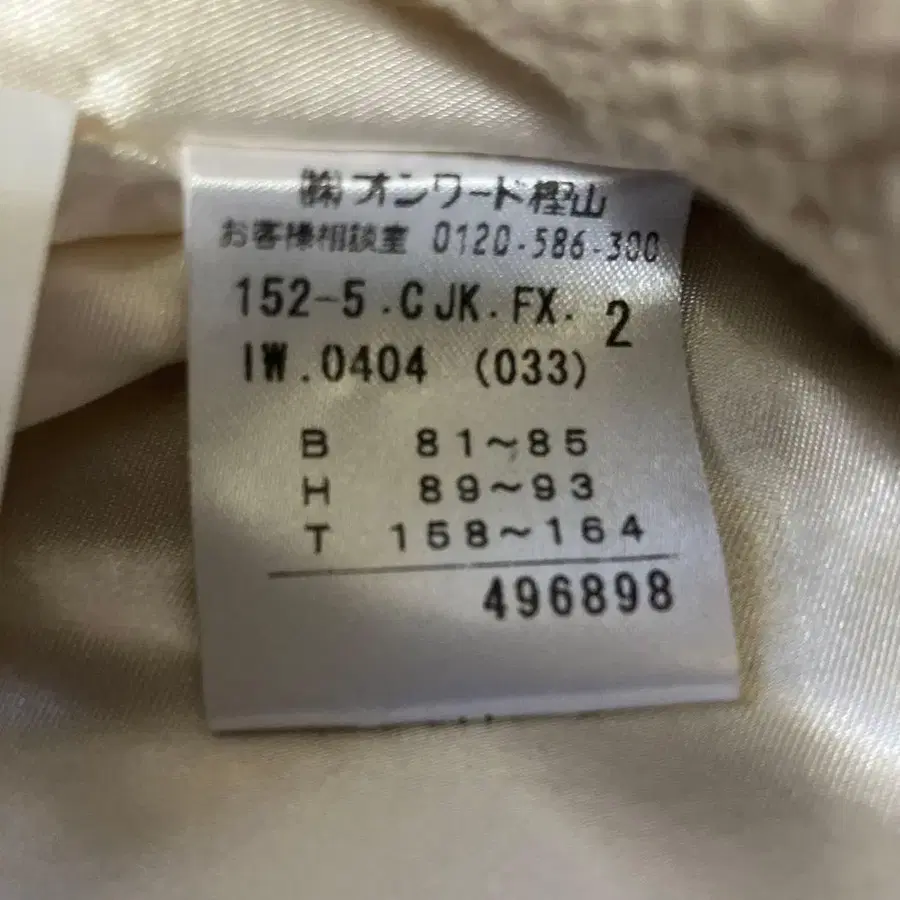 ㈱オンワード樫山
お客様相談室 0120-586-300
152-5.CJK.FX. 2
IW.0404 (033)
B 81~85
H 89~93
T 158~164
496898